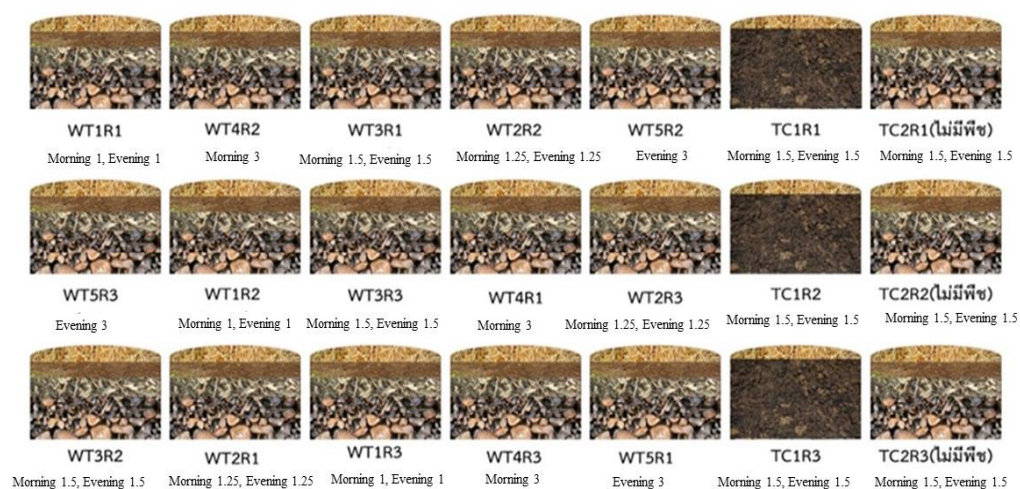 WT1R1 WT4R2 WT3R1 WT2R2 WT5R2 TC1R1 TC2R1(ไม่มีพืช)
Morning 1, Evening 1 Morning 3 Morning 1.5, Evening 1.5 Morning 1.25, Evening 1.25 Evening 3 Morning 1.5, Evening 1.5 Morning 1.5, Evening 1.5
WT5R3 WT1R2 WT3R3 WT4R1 WT2R3 TC1R2 TC2R2(ไม่มีพืช)
Evening 3 Morning 1, Evening 1 Morning 1.5, Evening 1.5 Morning 3 Morning 1.25, Evening 1.25 Morning 1.5, Evening 1.5 Morning 1.5, Evening 1.5
WT3R2 WT2R1 WT1R3 WT4R3 WT5R1 TC1R3 TC2R3(ไม่มีพืช)
Morning 1.5, Evening 1.5 Morning 1.25, Evening 1.25 Morning 1, Evening 1 Morning 3 Evening 3 Morning 1.5, Evening 1.5 Morning 1.5, Evening 1.5